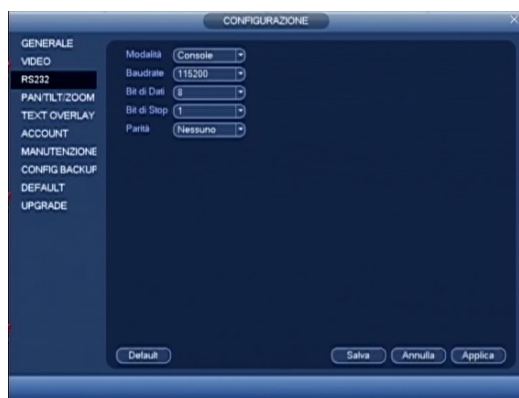 CONFIGURAZIONE
GENERALE
VIDEO
RS232
PAN/TILT/ZOOM
TEXT OVERLAY
ACCOUNT
MANUTENZIONE
CONFIG BACKUP
DEFAULT
UPGRADE
Modalità Console
Baudrate 115200
Bit di Dati 8
Bit di Stop 1
Parità Nessuno
Default Salva Annulla Applica